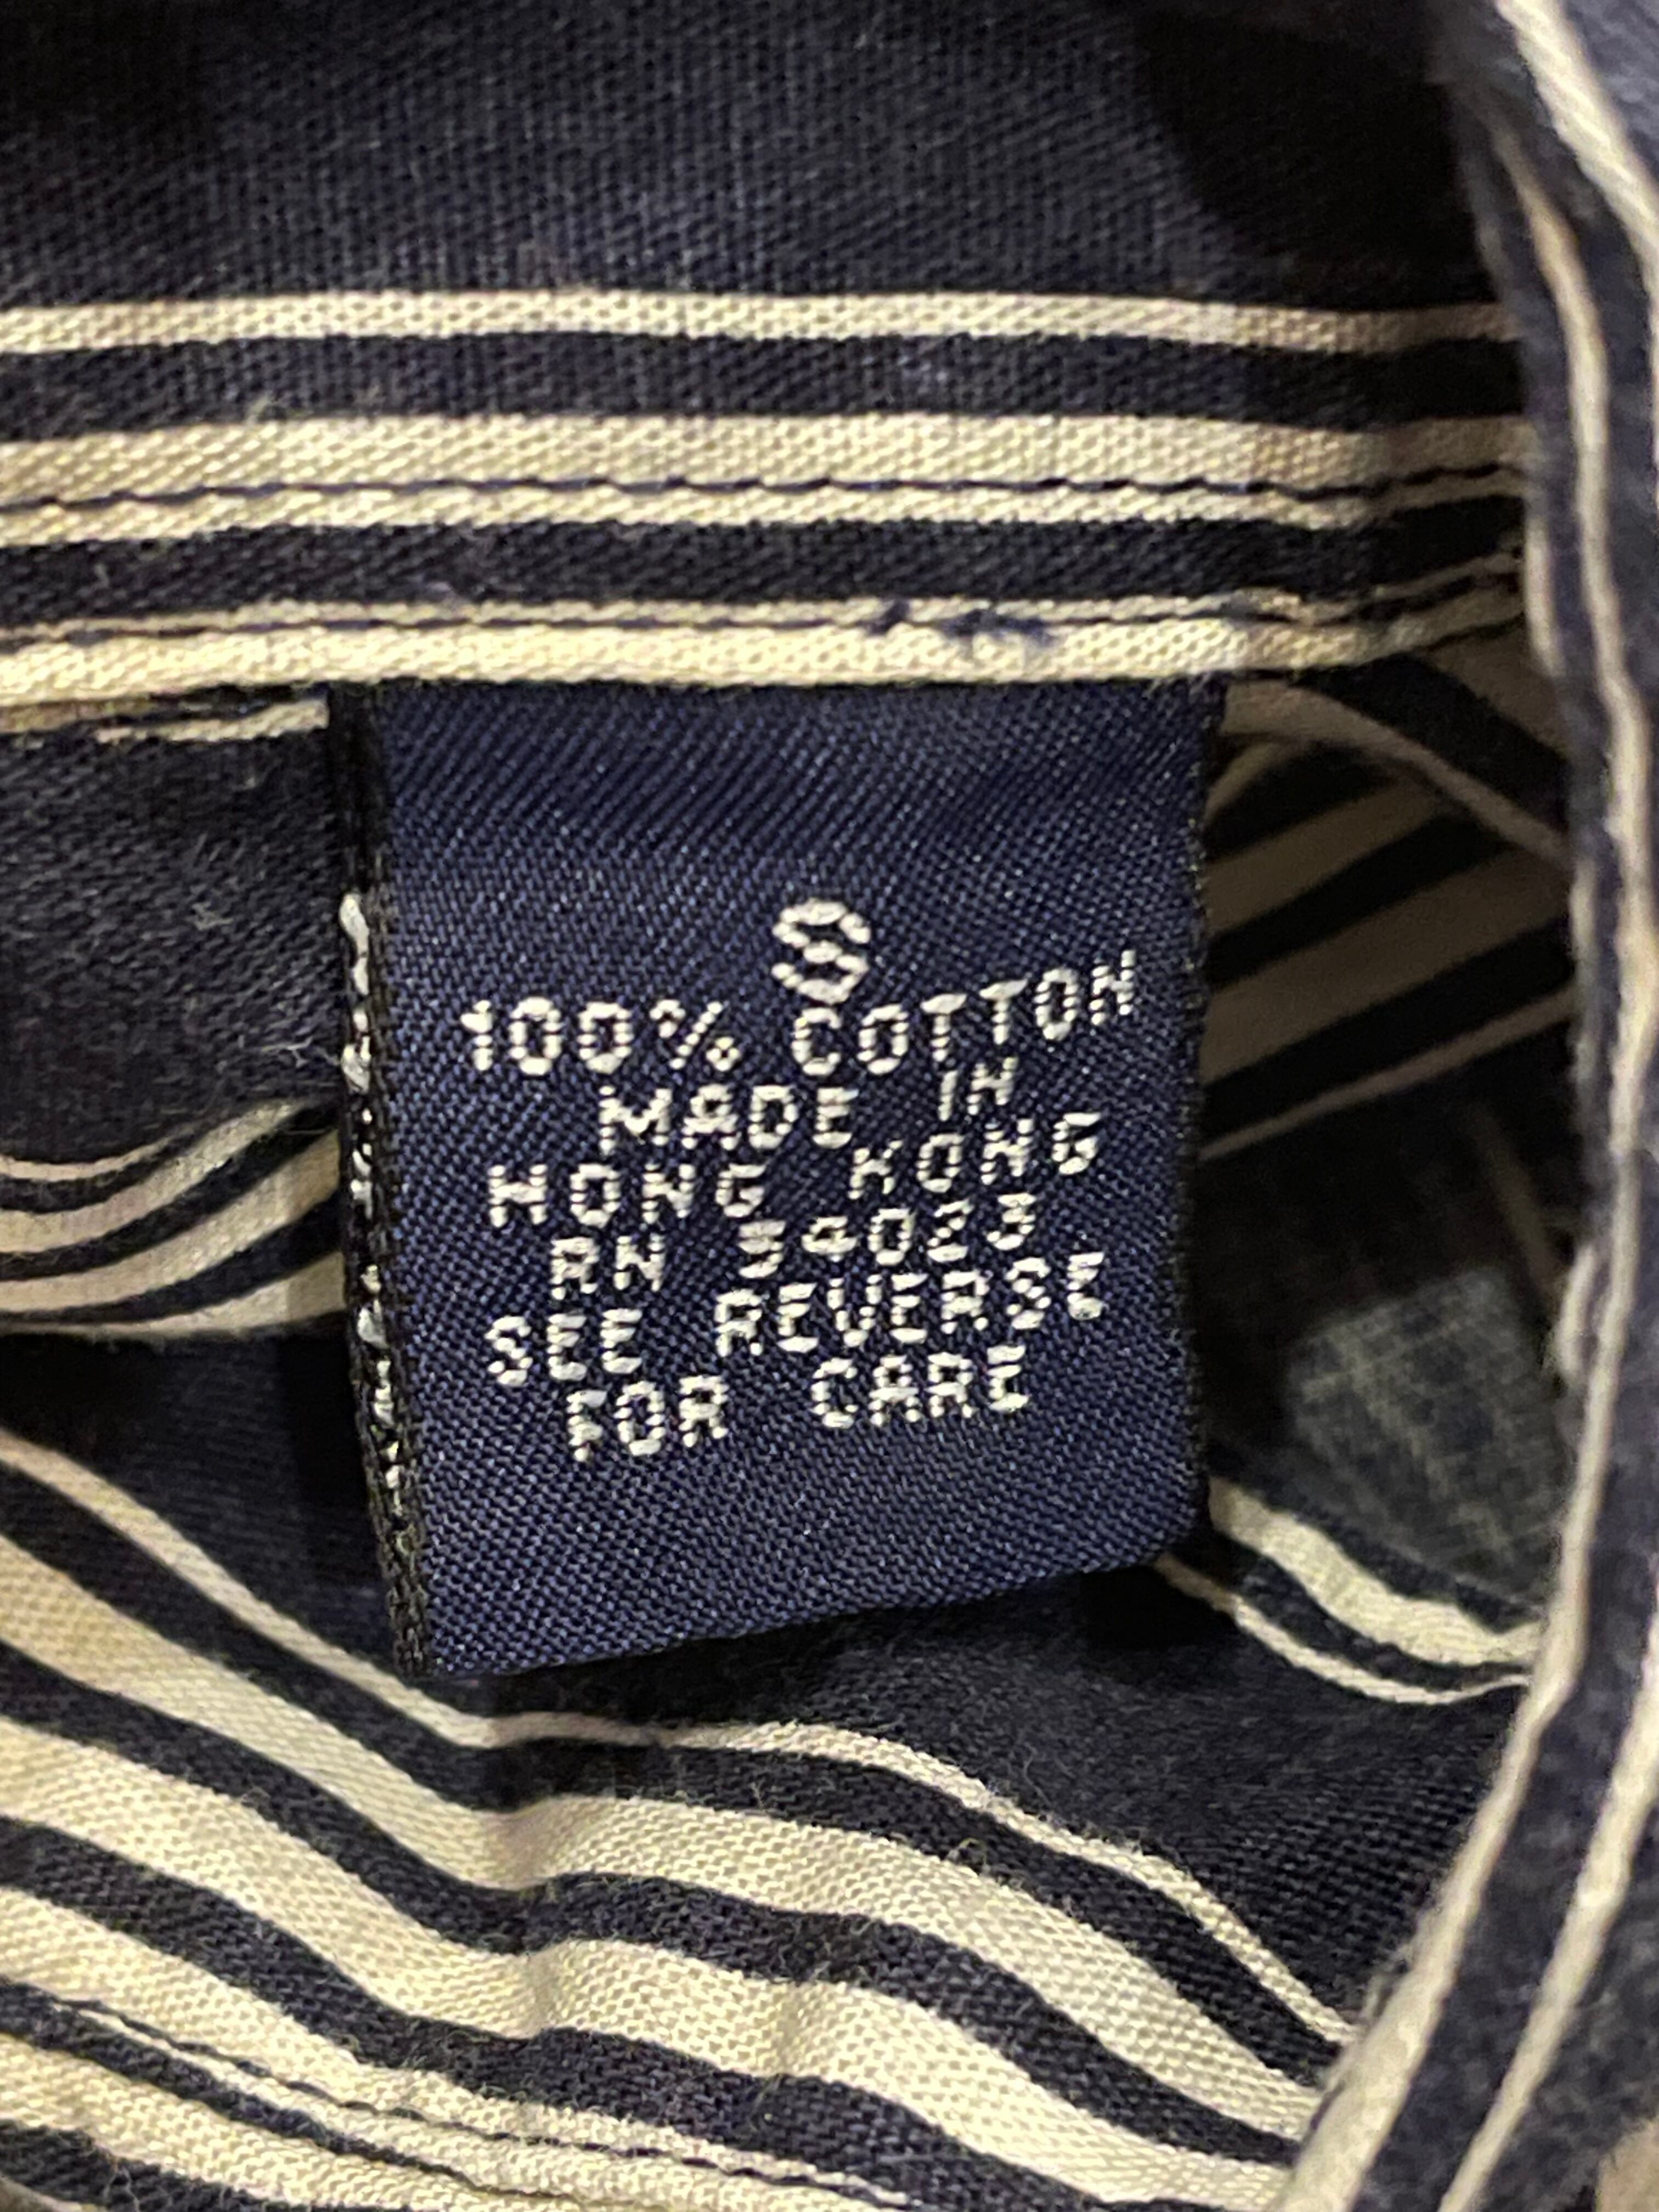 S
100% COTTON
MADE IN
HONG KONG
RN 54023
SEE REVERSE
FOR CARE